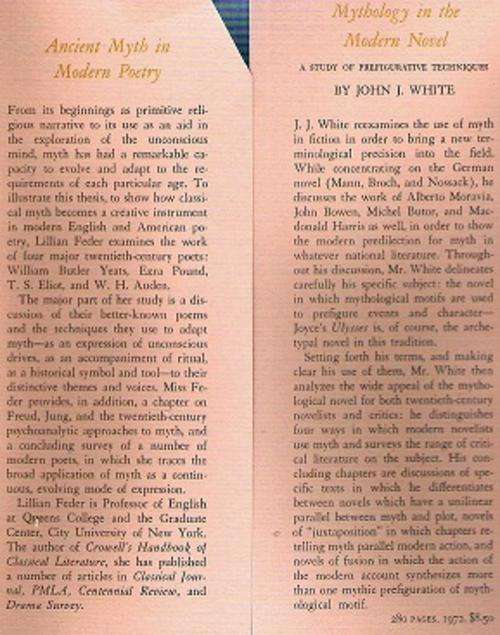 Ancient Myth in
Modern Poetry
From its beginnings as primitive reli-
gious narrative to its use as an aid in
the exploration of the unconscious
mind, myth has had a remarkable ca-
pacity to evolve and adapt to the re-
quirements of each particular age. To
illustrate this thesis, to show how classi-
cal myth becomes a creative instrument
in modern English and American po-
etry, Lillian Feder examines the work
of four major twentieth-century poets:
William Butler Yeats, Ezra Pound,
T. S. Eliot, and W. H. Auden.
The major part of her study is a dis-
cussion of their better-known poems
and the techniques they use to adapt
myth—as an expression of unconscious
drives, as an accompaniment of ritual,
as a historical symbol and tool—to their
distinctive themes and voices. Miss Fe-
der provides, in addition, a chapter on
Freud, Jung, and the twentieth-century
psychoanalytic approaches to myth, and
a concluding survey of a number of
modern poets, in which she traces the
broad application of myth as a contin-
uous, evolving mode of expression.
Lillian Feder is Professor of English
at Queens College and the Graduate
Center, City University of New York.
The author of Crowell's Handbook of
Classical Literature, she has published
a number of articles in Classical Jour-
nal, PMLA, Centennial Review, and
Drama Survey.
Mythology in the
Modern Novel
A STUDY OF PREFIGURATIVE TECHNIQUES
BY JOHN J. WHITE
J. J. White reexamines the use of myth
in fiction in order to bring a new ter-
minological precision into the field.
While concentrating on the German
novel (Mann, Broch, and Nossack), he
discusses the work of Alberto Moravia,
John Bowen, Michel Butor, and Mac-
donald Harris as well, in order to show
the modern predilection for myth in
whatever national literature. Through-
out his discussion, Mr. White delineates
carefully his specific subject: the novel
in which mythological motifs are used
to prefigure events and character—
Joyce's Ulysses is, of course, the arche-
typal novel in this tradition.
Setting forth his terms, and making
clear his use of them, Mr. White then
analyzes the wide appeal of the mytho-
logical novel for both twentieth-century
novelists and critics: he distinguishes
four ways in which modern novelists
use myth and surveys the range of criti-
cal literature on the subject. His con-
cluding chapters are discussions of spe-
cific texts in which he differentiates
between novels which have a unilinear
parallel between myth and plot, novels
of "juxtaposition" in which chapters re-
telling myth parallel modern action, and
novels of fusion in which the action of
the modern account synthesizes more
than one mythic prefiguration of myth-
ological motif.
280 PAGES. 1972. $8.50